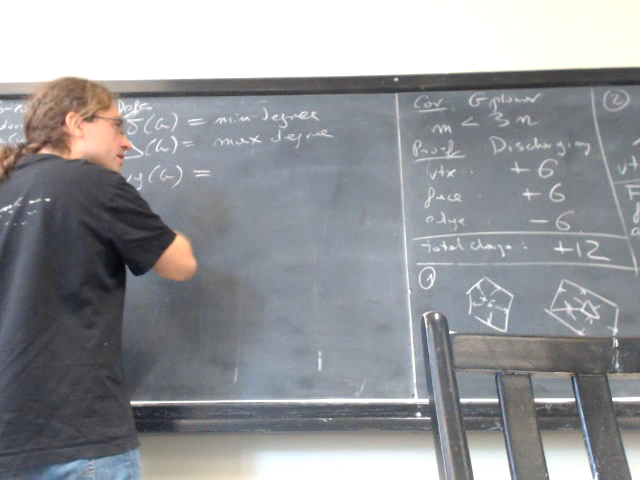 Defs
δ(G) = min degree
Δ(G) = max degree
(G) =
Cor. G planar
m < 3n
Proof Discharging
vtx. +6
face +6
edge. -6
total charge: +12
①
②